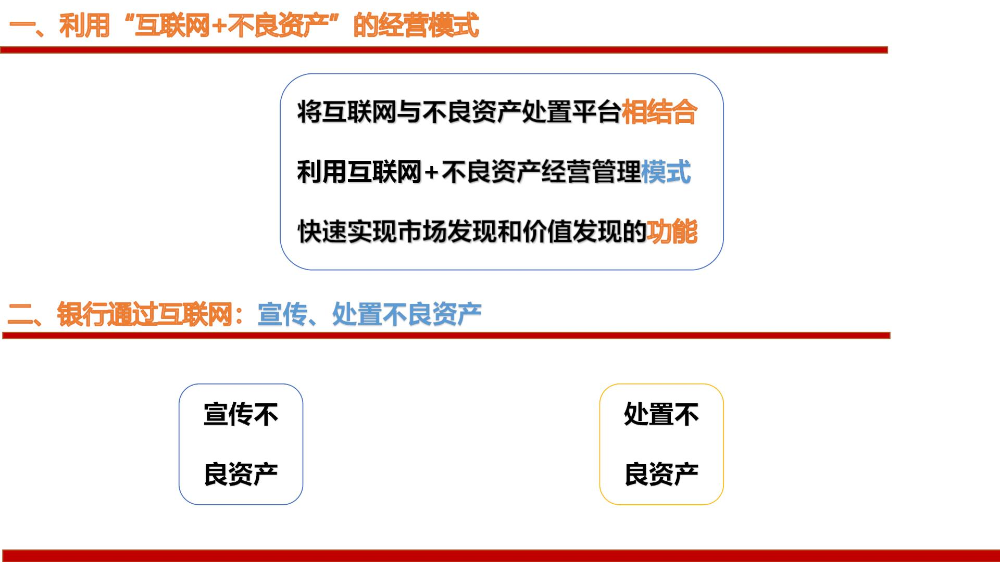 一、利用“互联网+不良资产”的经营模式
将互联网与不良资产处置平台相结合
利用互联网+不良资产经营管理模式
快速实现市场发现和价值发现的功能
二、银行通过互联网：宣传、处置不良资产
宣传不
良资产
处置不
良资产